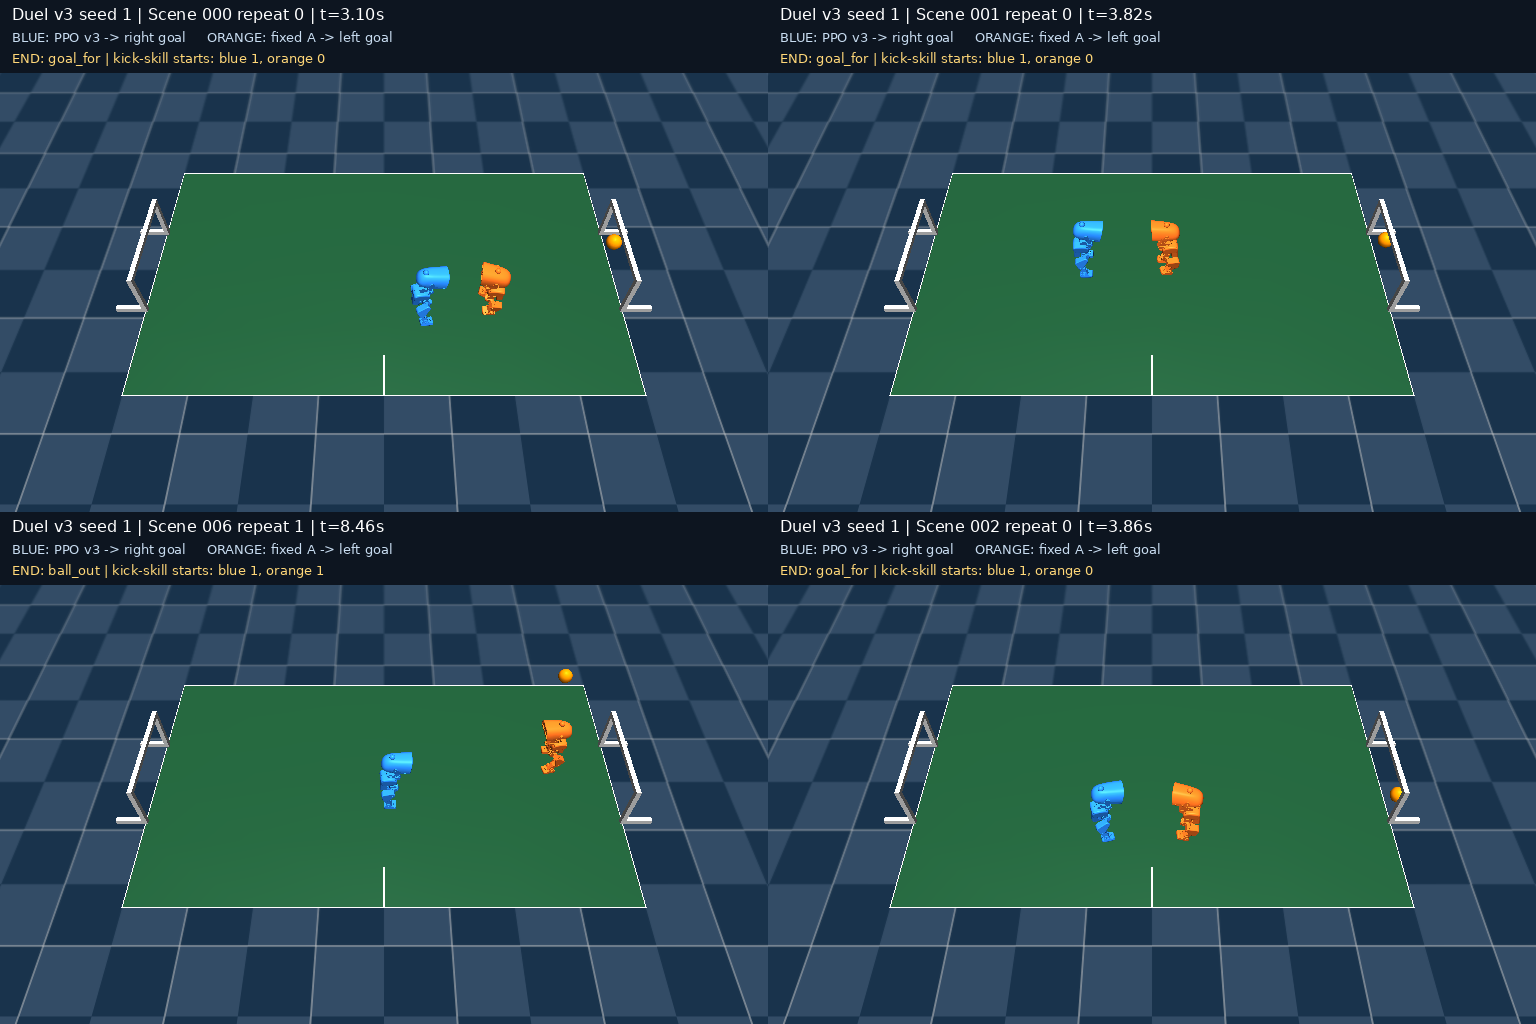 Duel v3 seed 1 | Scene 000 repeat 0 | t=3.10s
BLUE: PPO v3 -> right goal     ORANGE: fixed A -> left goal
END: goal_for | kick-skill starts: blue 1, orange 0
Duel v3 seed 1 | Scene 001 repeat 0 | t=3.82s
BLUE: PPO v3 -> right goal     ORANGE: fixed A -> left goal
END: goal_for | kick-skill starts: blue 1, orange 0
Duel v3 seed 1 | Scene 006 repeat 1 | t=8.46s
BLUE: PPO v3 -> right goal     ORANGE: fixed A -> left goal
END: ball_out | kick-skill starts: blue 1, orange 1
Duel v3 seed 1 | Scene 002 repeat 0 | t=3.86s
BLUE: PPO v3 -> right goal     ORANGE: fixed A -> left goal
END: goal_for | kick-skill starts: blue 1, orange 0